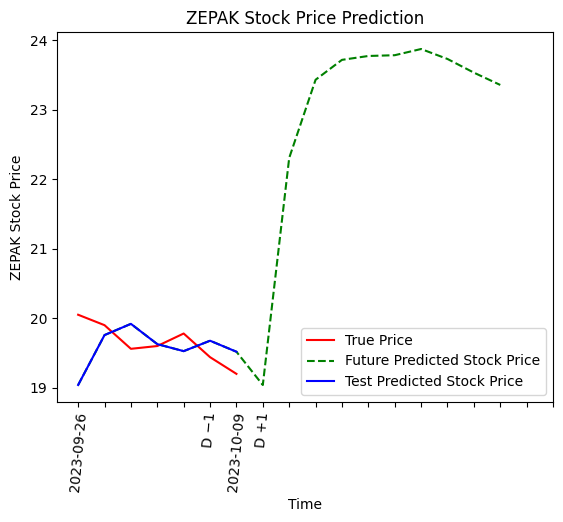 ZEPAK Stock Price Prediction
ZEPAK Stock Price
24
23
22
21
20
19
True Price
Future Predicted Stock Price
Test Predicted Stock Price
2023-09-26
D −1
2023-10-09
D +1
Time